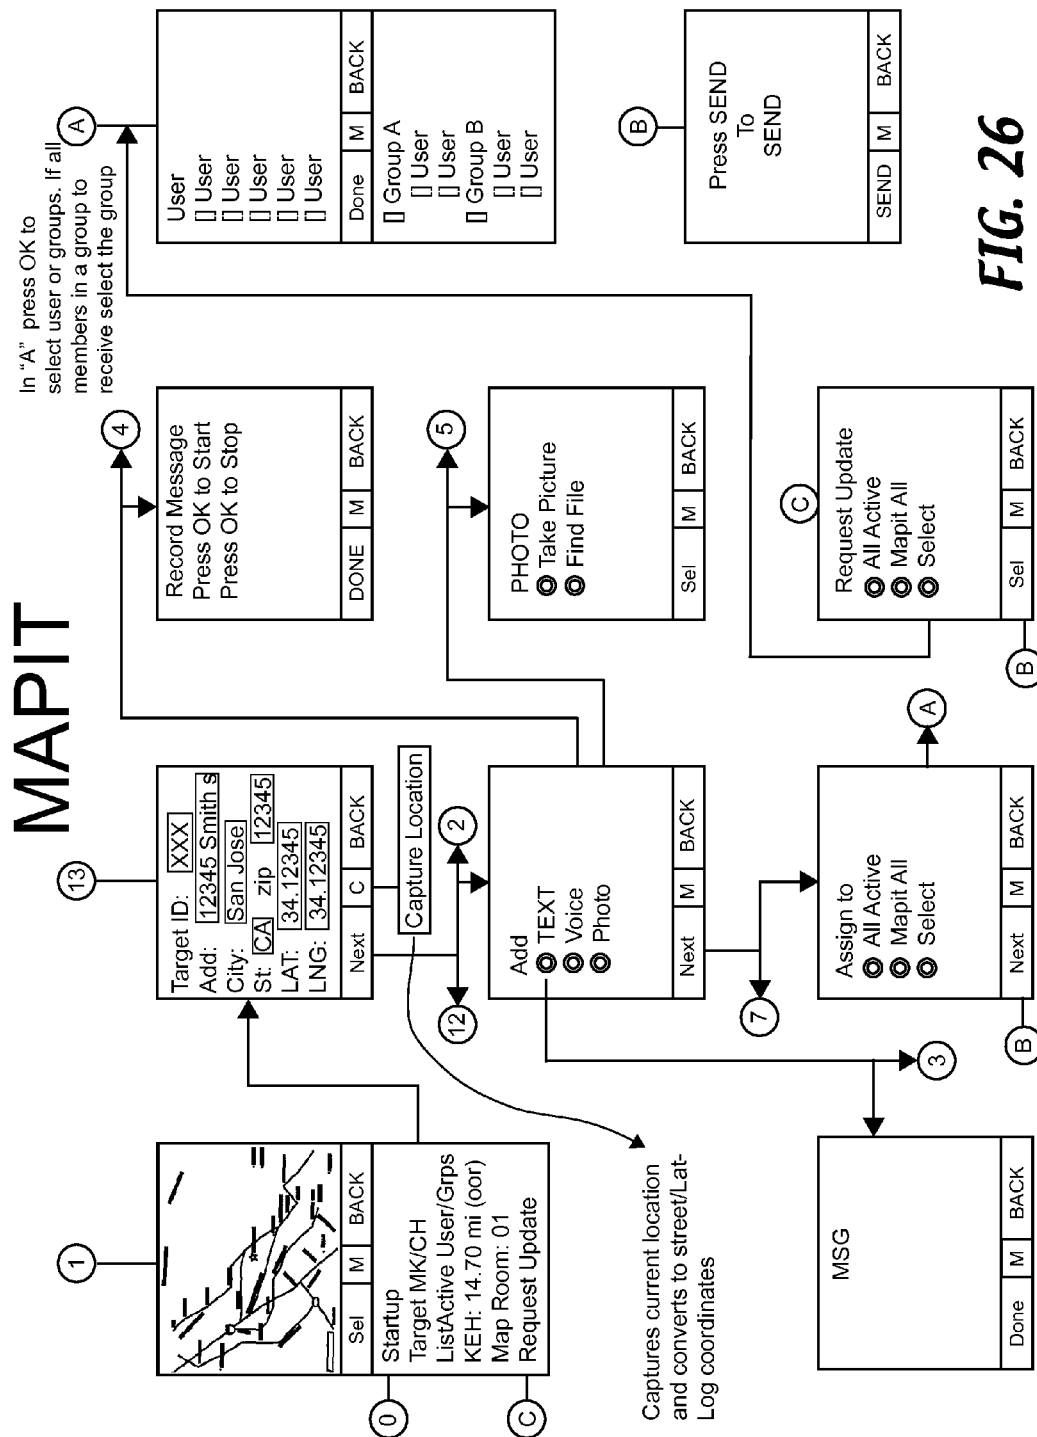 MAPIT
1
Sel M BACK
0
Startup
Target MK/CH
ListActive User/Grps
KEH: 14.70 mi (oor)
Map Room: 01
Request Update
C
Captures current location
and converts to street/Lat-
Log coordinates
MSG
Done M BACK
3
13
Target ID: XXX
Add: 12345 Smith s
City: San Jose
St: CA zip 12345
LAT: 34.12345
LNG: 34.12345
Next C BACK
Capture Location
12
2
Add
TEXT
Voice
Photo
Next M BACK
7
Assign to
All Active
Mapit All
Select
Next M BACK
B
A
4
Record Message
Press OK to Start
Press OK to Stop
DONE M BACK
5
PHOTO
Take Picture
Find File
Sel M BACK
C
Request Update
All Active
Mapit All
Select
Sel M BACK
B
In "A" press OK to
select user or groups. If all
members in a group to
receive select the group
A
User
[] User
[] User
[] User
[] User
[] User
Done M BACK
[] Group A
[] User
[] User
[] Group B
[] User
[] User
B
Press SEND
To
SEND
SEND M BACK
FIG. 26